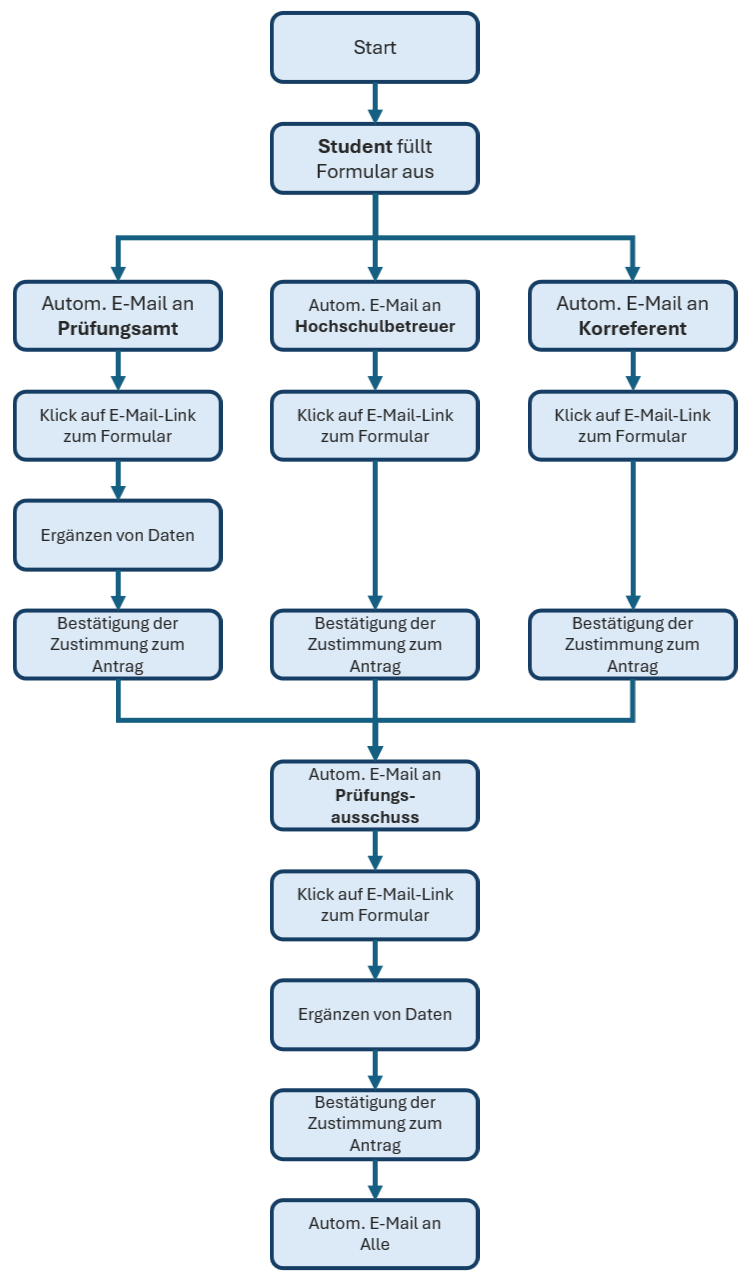 Start
Student füllt
Formular aus
Autom. E-Mail an
Prüfungsamt
Autom. E-Mail an
Hochschulbetreuer
Autom. E-Mail an
Korreferent
Klick auf E-Mail-Link
zum Formular
Klick auf E-Mail-Link
zum Formular
Klick auf E-Mail-Link
zum Formular
Ergänzen von Daten
Bestätigung der
Zustimmung zum
Antrag
Bestätigung der
Zustimmung zum
Antrag
Bestätigung der
Zustimmung zum
Antrag
Autom. E-Mail an
Prüfungs-
ausschuss
Klick auf E-Mail-Link
zum Formular
Ergänzen von Daten
Bestätigung der
Zustimmung zum
Antrag
Autom. E-Mail an
Alle